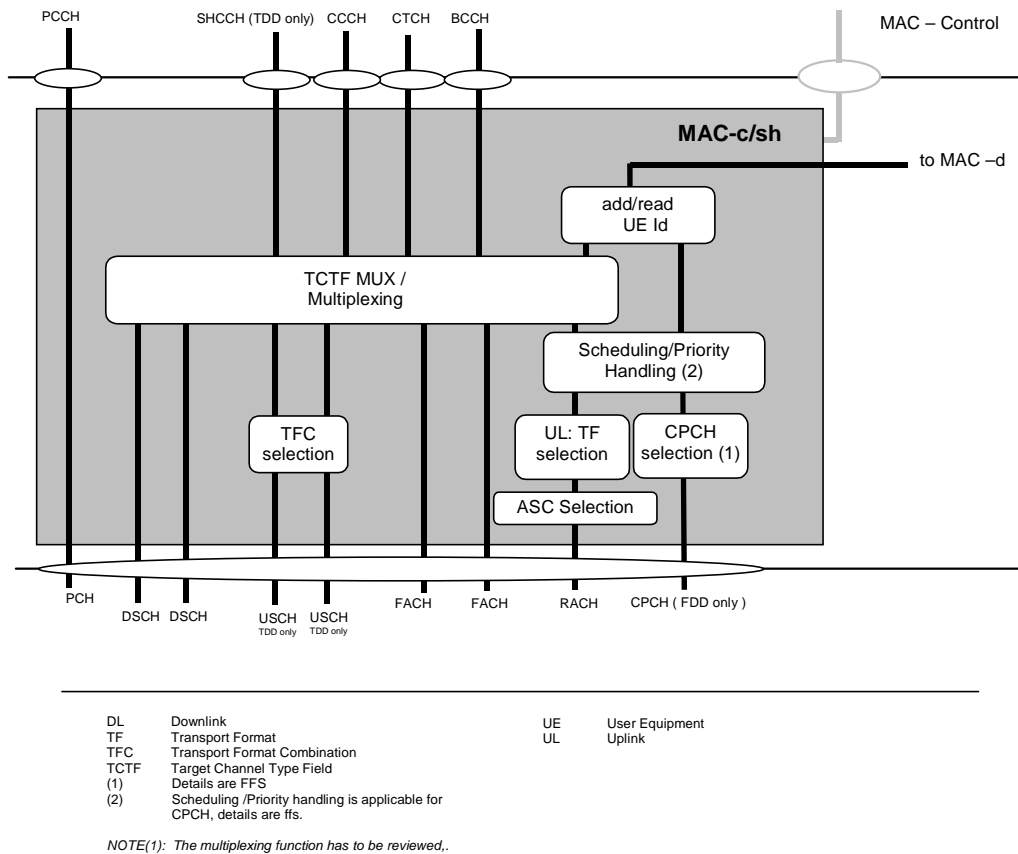 PCCH
SHCCH (TDD only)
CCCH
CTCH
BCCH
MAC – Control
MAC-c/sh
to MAC –d
add/read
UE Id
TCTF MUX /
Multiplexing
Scheduling/Priority
Handling (2)
TFC
selection
UL: TF
selection
CPCH
selection (1)
ASC Selection
PCH
DSCH
DSCH
USCH
TDD only
USCH
TDD only
FACH
FACH
RACH
CPCH ( FDD only )
DL Downlink
TF Transport Format
TFC Transport Format Combination
TCTF Target Channel Type Field
(1) Details are FFS
(2) Scheduling /Priority handling is applicable for
CPCH, details are ffs.
UE User Equipment
UL Uplink
NOTE(1): The multiplexing function has to be reviewed,.